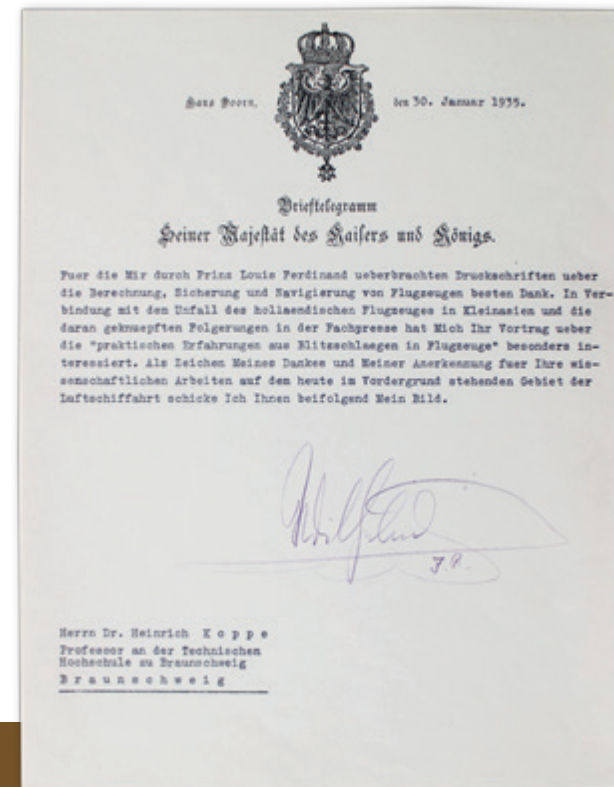 Haus Doorn, den 30. Januar 1935.
Brieftelegramm
Seiner Majestät des Kaisers und Königs.
Fuer die Mir durch Prinz Louis Ferdinand ueberbrachten Druckschriften ueber
die Berechnung, Sicherung und Navigierung von Flugzeugen besten Dank. In Ver-
bindung mit dem Unfall des hollaendischen Flugzeuges in Kleinasien und die
daran geknuepften Folgerungen in der Fachpresse hat Mich Ihr Vortrag ueber
die "praktischen Erfahrungen aus Blitzschlaegen in Flugzeuge" besonders in-
teressiert. Als Zeichen Meines Dankes und Meiner Anerkennung fuer Ihre wis-
senschaftlichen Arbeiten auf dem heute im Vordergrund stehenden Gebiet der
Luftschiffahrt schicke Ich Ihnen beifolgend Mein Bild.
Wilhelm
I.R.
Herrn Dr. Heinrich Koppe
Professor an der Technischen
Hochschule zu Braunschweig
Braunschweig